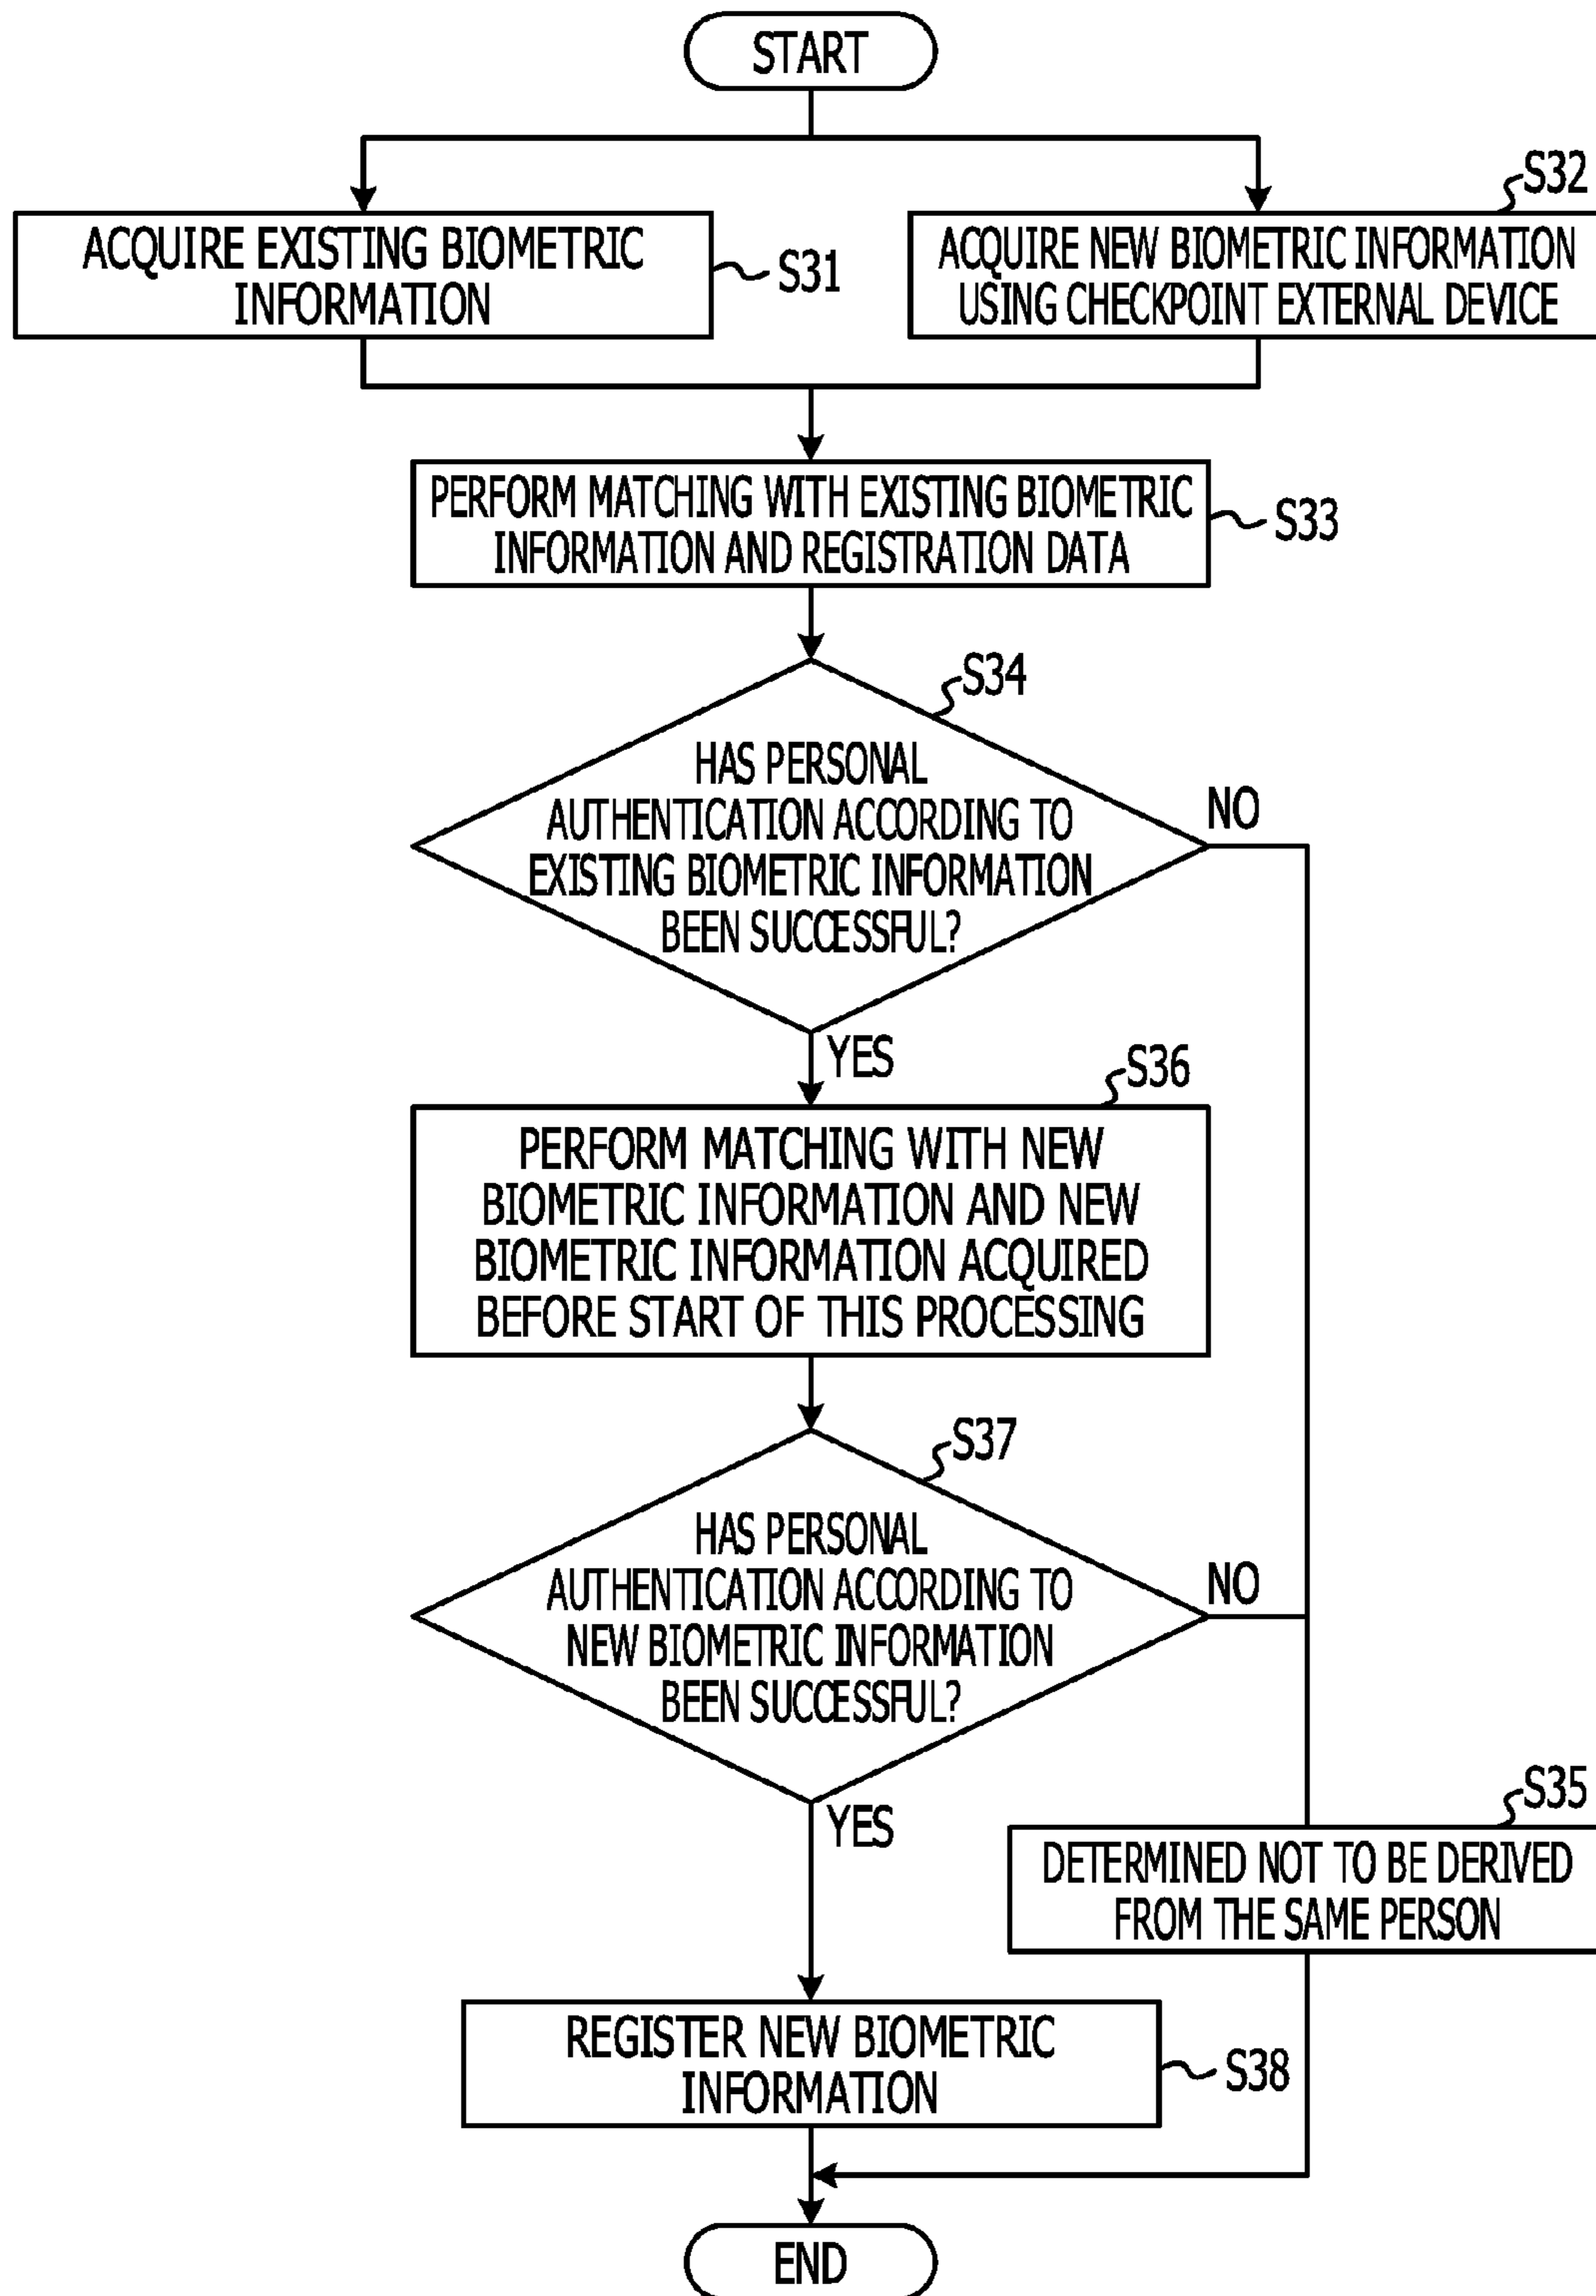 START
S32
ACQUIRE EXISTING BIOMETRIC
INFORMATION
S31
ACQUIRE NEW BIOMETRIC INFORMATION
USING CHECKPOINT EXTERNAL DEVICE
PERFORM MATCHING WITH EXISTING BIOMETRIC
INFORMATION AND REGISTRATION DATA
S33
S34
HAS PERSONAL
AUTHENTICATION ACCORDING TO
EXISTING BIOMETRIC INFORMATION
BEEN SUCCESSFUL?
NO
YES
S36
PERFORM MATCHING WITH NEW
BIOMETRIC INFORMATION AND NEW
BIOMETRIC INFORMATION ACQUIRED
BEFORE START OF THIS PROCESSING
S37
HAS PERSONAL
AUTHENTICATION ACCORDING TO
NEW BIOMETRIC INFORMATION
BEEN SUCCESSFUL?
NO
YES
S35
DETERMINED NOT TO BE DERIVED
FROM THE SAME PERSON
REGISTER NEW BIOMETRIC
INFORMATION
S38
END